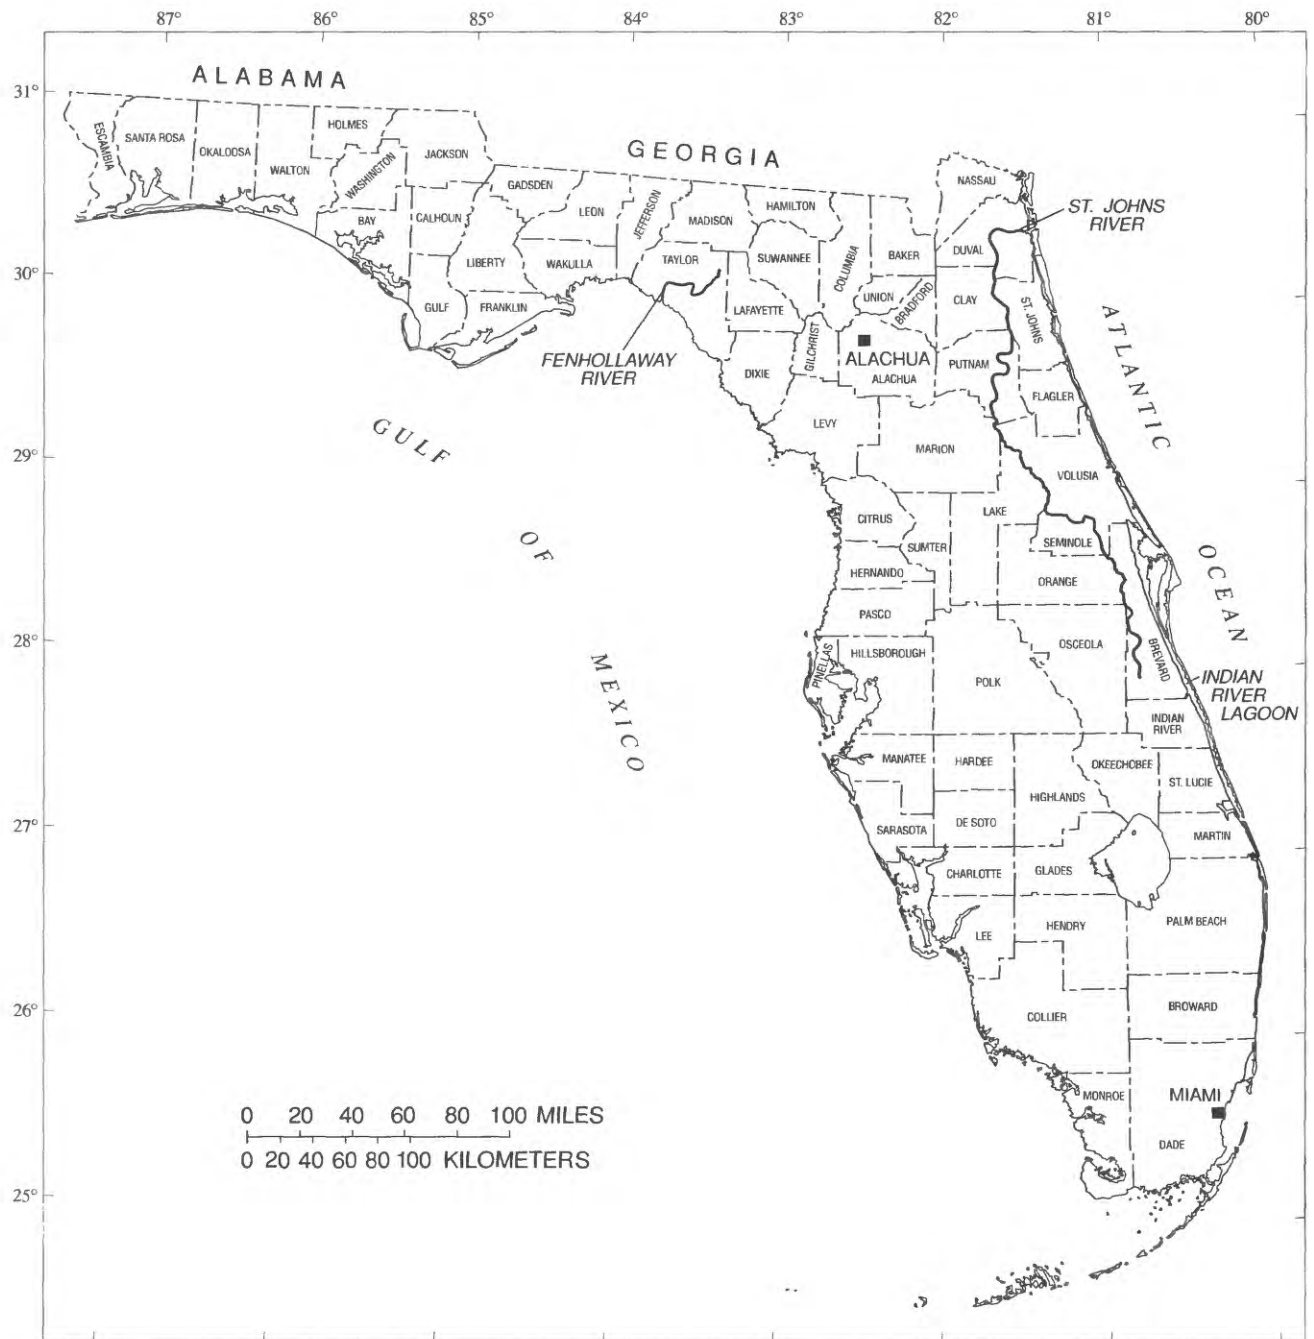 87° 86° 85° 84° 83° 82° 81° 80°
ALABAMA
31°
HOLMES
ESCAMBIA
SANTA ROSA
OKALOOSA
JACKSON
GEORGIA
WALTON
WASHINGTON
NASSAU
GADSDEN
HAMILTON
ST. JOHNS
RIVER
BAY
CALHOUN
LEON
JEFFERSON
MADISON
DUVAL
BAKER
COLUMBIA
LIBERTY
WAKULLA
TAYLOR
SUWANNEE
30°
UNION
BRADFORD
CLAY
ST. JOHNS
GULF
FRANKLIN
LAFAYETTE
GILCHRIST
FENHOLLAWAY
RIVER
DIXIE
ALACHUA
ALACHUA
PUTNAM
ATLANTIC
OCEAN
FLAGLER
LEVY
GULF
OF
MEXICO
MARION
29°
VOLUSIA
CITRUS
LAKE
SUMTER
SEMINOLE
HERNANDO
ORANGE
PASCO
28°
HILLSBOROUGH
OSCEOLA
PINELLAS
BREVARD
POLK
INDIAN
RIVER
LAGOON
INDIAN
RIVER
MANATEE
HARDEE
OKEECHOBEE
ST. LUCIE
HIGHLANDS
27°
SARASOTA
DE SOTO
MARTIN
CHARLOTTE
GLADES
PALM BEACH
LEE
HENDRY
26°
COLLIER
BROWARD
MONROE
MIAMI
DADE
0 20 40 60 80 100 MILES
0 20 40 60 80 100 KILOMETERS
25°